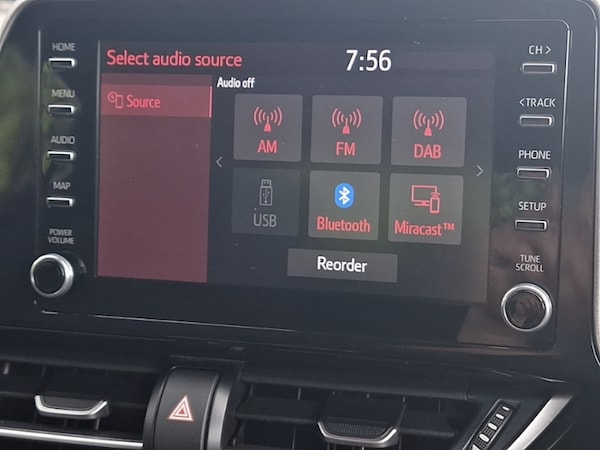 HOME
MENU
AUDIO
MAP
POWER
VOLUME
Select audio source
7:56
Audio off
Source
AM
FM
DAB
USB
Bluetooth
Miracast™
Reorder
CH >
< TRACK
PHONE
SETUP
TUNE
SCROLL